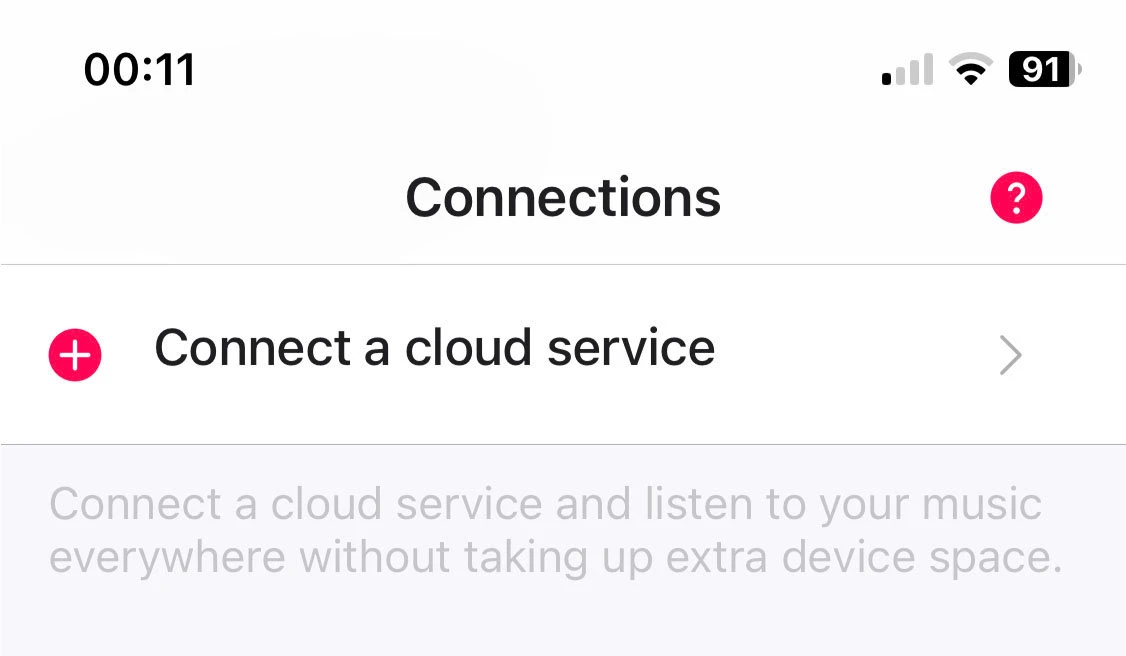 00:11 91
Connections ?
Connect a cloud service
Connect a cloud service and listen to your music
everywhere without taking up extra device space.